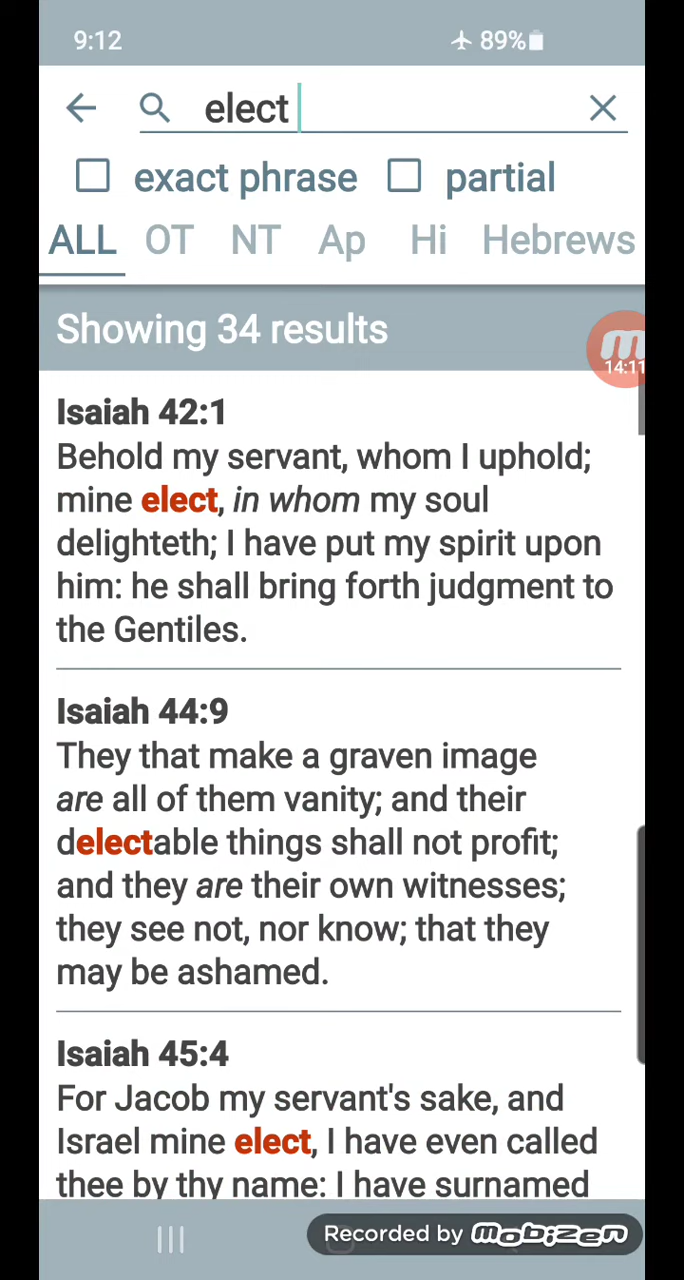 9:12 89%
elect
exact phrase partial
ALL OT NT Ap Hi Hebrews
Showing 34 results
14:11
Isaiah 42:1
Behold my servant, whom I uphold;
mine elect, in whom my soul
delighteth; I have put my spirit upon
him: he shall bring forth judgment to
the Gentiles.
Isaiah 44:9
They that make a graven image
are all of them vanity; and their
delectable things shall not profit;
and they are their own witnesses;
they see not, nor know; that they
may be ashamed.
Isaiah 45:4
For Jacob my servant's sake, and
Israel mine elect, I have even called
thee by thy name: I have surnamed
Recorded by mobizen